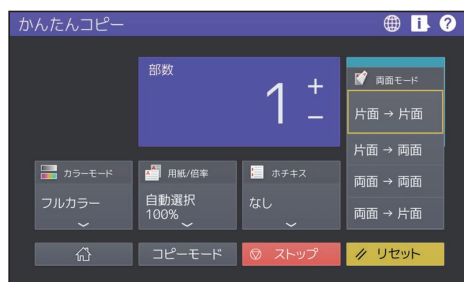 かんたんコピー
部数
1
両面モード
片面 → 片面
片面 → 両面
両面 → 両面
両面 → 片面
カラーモード
フルカラー
用紙/倍率
自動選択
100%
ホチキス
なし
コピーモード
ストップ
リセット